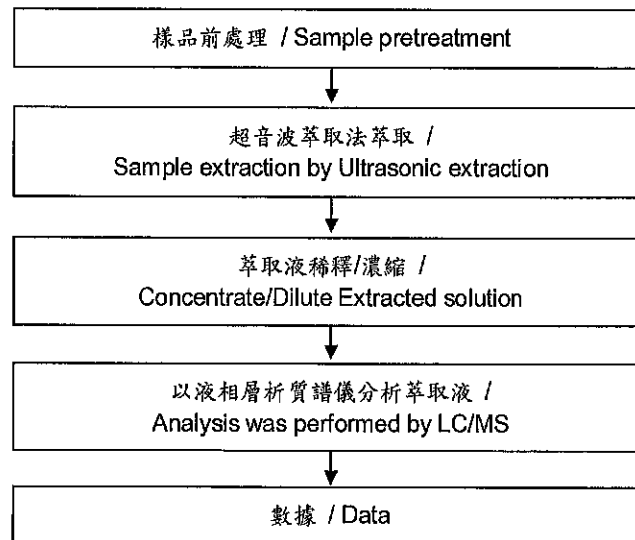 樣品前處理 / Sample pretreatment
超音波萃取法萃取 /
Sample extraction by Ultrasonic extraction
萃取液稀釋/濃縮 /
Concentrate/Dilute Extracted solution
以液相層析質譜儀分析萃取液 /
Analysis was performed by LC/MS
數據 / Data